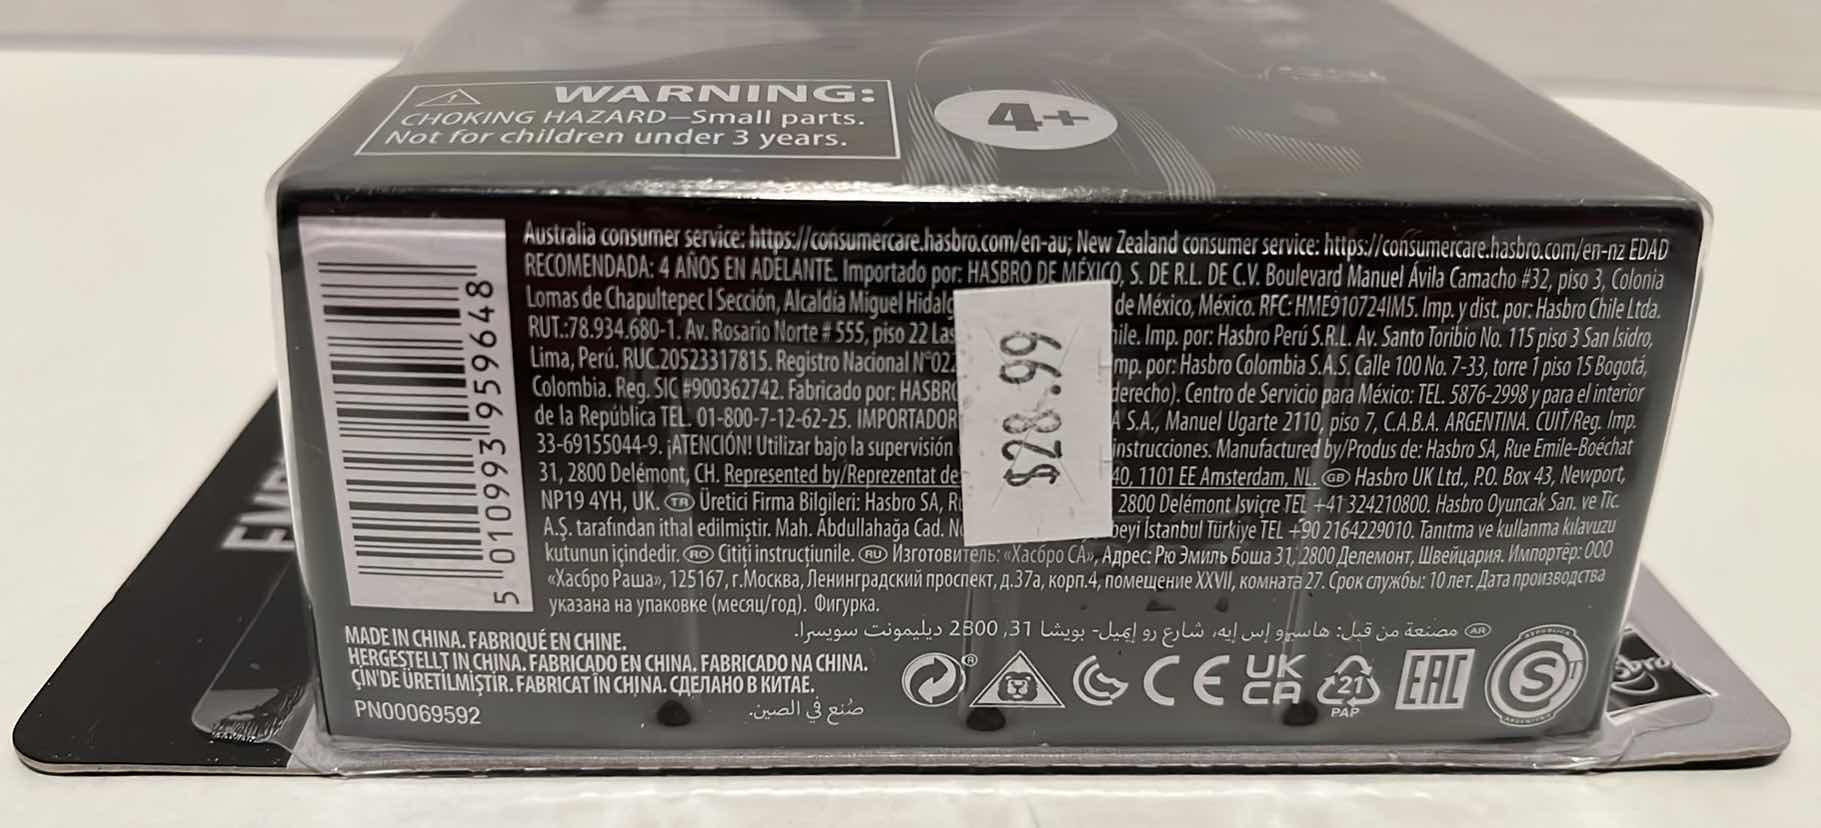 WARNING:
CHOKING HAZARD—Small parts.
Not for children under 3 years.
4+
5 010993 959648
Australia consumer service: https://consumercare.hasbro.com/en-au; New Zealand consumer service: https://consumercare.hasbro.com/en-nz EDAD
RECOMENDADA: 4 AÑOS EN ADELANTE. Importado por: HASBRO DE MÉXICO, S. DE R.L. DE C.V. Boulevard Manuel Ávila Camacho #32, piso 3, Colonia
Lomas de Chapultepec I Sección, Alcaldía Miguel Hidalg de México, México. RFC: HME910724IM5. Imp. y dist. por: Hasbro Chile Ltda.
RUT.:78.934.680-1. Av. Rosario Norte # 555, piso 22 Las hile. Imp. por: Hasbro Perú S.R.L. Av. Santo Toribio No. 115 piso 3 San Isidro,
Lima, Perú. RUC.20523317815. Registro Nacional N°022 mp. por: Hasbro Colombia S.A.S. Calle 100 No. 7-33, torre 1 piso 15 Bogotá,
Colombia. Reg. SIC #900362742. Fabricado por: HASBRO derecho). Centro de Servicio para México: TEL. 5876-2998 y para el interior
de la República TEL. 01-800-7-12-62-25. IMPORTADOR A S.A., Manuel Ugarte 2110, piso 7, C.A.B.A. ARGENTINA. CUIT/Reg. Imp.
33-69155044-9. ¡ATENCIÓN! Utilizar bajo la supervisión instrucciones. Manufactured by/Produs de: Hasbro SA, Rue Emile-Boéchat
31, 2800 Delémont, CH. Represented by/Reprezentat de 40, 1101 EE Amsterdam, NL. GB Hasbro UK Ltd., P.O. Box 43, Newport,
NP19 4YH, UK. TR Üretici Firma Bilgileri: Hasbro SA, R 2800 Delémont Isviçre TEL +41 324210800. Hasbro Oyuncak San. ve Tic.
A.Ş. tarafından ithal edilmiştir. Mah. Abdullahağa Cad. N beyi İstanbul Türkiye TEL +90 2164229010. Tanıtma ve kullanma kılavuzu
kutunun içindedir. RO Citiți instrucțiunile. RU Изготовитель: «Хасбро СА», Адрес: Рю Эмиль Боша 31, 2800 Делемонт, Швейцария. Импортёр: ООО
«Хасбро Раша», 125167, г.Москва, Ленинградский проспект, д.37а, корп.4, помещение XXVII, комната 27. Срок службы: 10 лет. Дата производства
указана на упаковке (месяц/год). Фигурка.
AR مصنعة من قبل: هاسبرو إس إيه، شارع رو إميل- بويشا 31, 2800 ديليمونت سويسرا.
$28.99
MADE IN CHINA. FABRIQUÉ EN CHINE.
HERGESTELLT IN CHINA. FABRICADO EN CHINA. FABRICADO NA CHINA.
ÇIN'DE ÜRETILMIŞTIR. FABRICAT ÎN CHINA. СДЕЛАНО В КИТАЕ.
صُنع في الصين.
PN00069592
CE UK CA 21 PAP EAC S
Hasbro